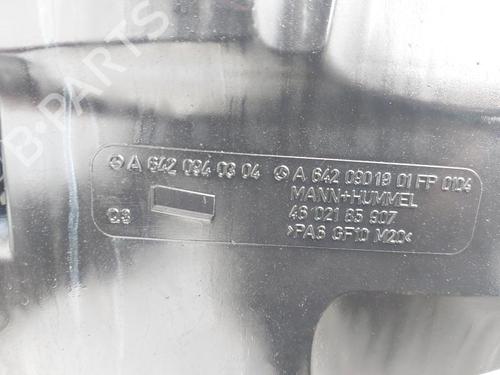 B-PARTS
A 642 094 03 04 A 642 090 19 01 FP 0104
MANN+HUMMEL
46 021 85 907
Q3 >PA6 GF10 M20<